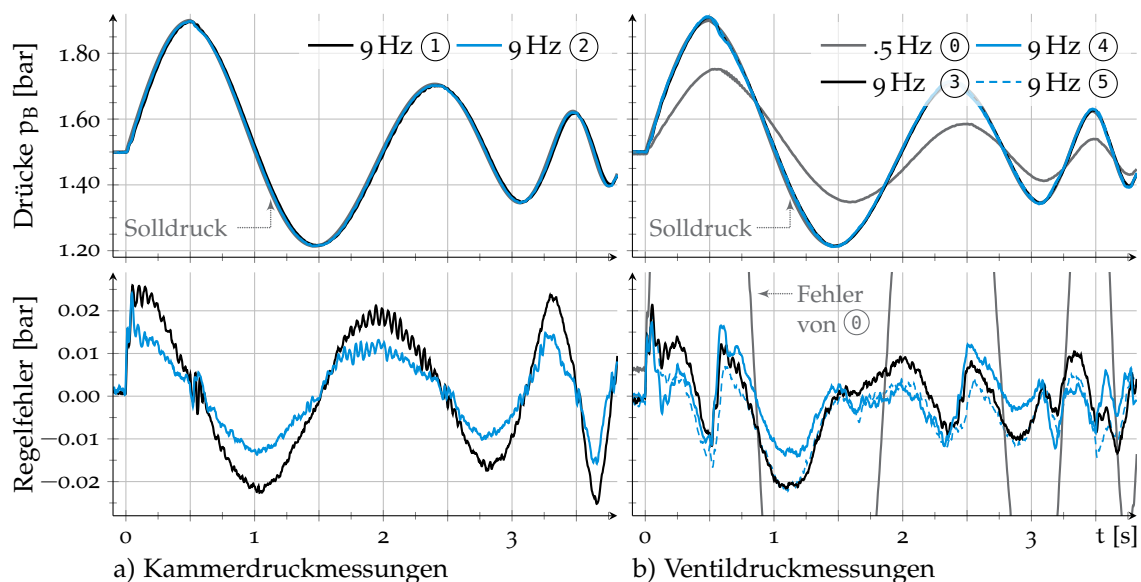 Drücke pB [bar]
1.80
1.60
1.40
1.20
9 Hz ① 9 Hz ②
Solldruck
.5 Hz ⓪ 9 Hz ④
9 Hz ③ 9 Hz ⑤
Solldruck
Regelfehler [bar]
0.02
0.01
0.00
−0.01
−0.02
Fehler
von ⓪
0 1 2 3
0 1 2 3 t [s]
a) Kammerdruckmessungen
b) Ventildruckmessungen